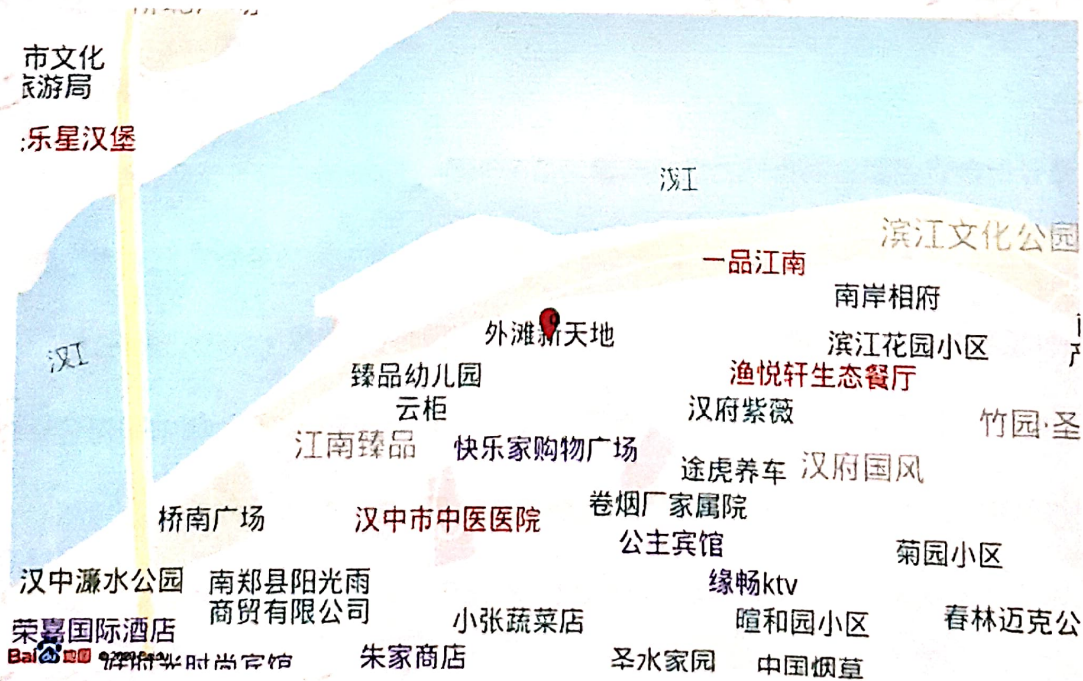 市文化
旅游局
乐星汉堡
汉江
滨江文化公园
一品江南
南岸相府
外滩新天地
滨江花园小区
汉江
臻品幼儿园
渔悦轩生态餐厅
云柜
汉府紫薇
竹园·圣
江南臻品
快乐家购物广场
途虎养车
汉府国风
卷烟厂家属院
桥南广场
汉中市中医医院
公主宾馆
菊园小区
汉中濂水公园
南郑县阳光雨
商贸有限公司
缘畅ktv
小张蔬菜店
暄和园小区
春林迈克公
荣嘉国际酒店
朱家商店
圣水家园
中国烟草
Bai 地图